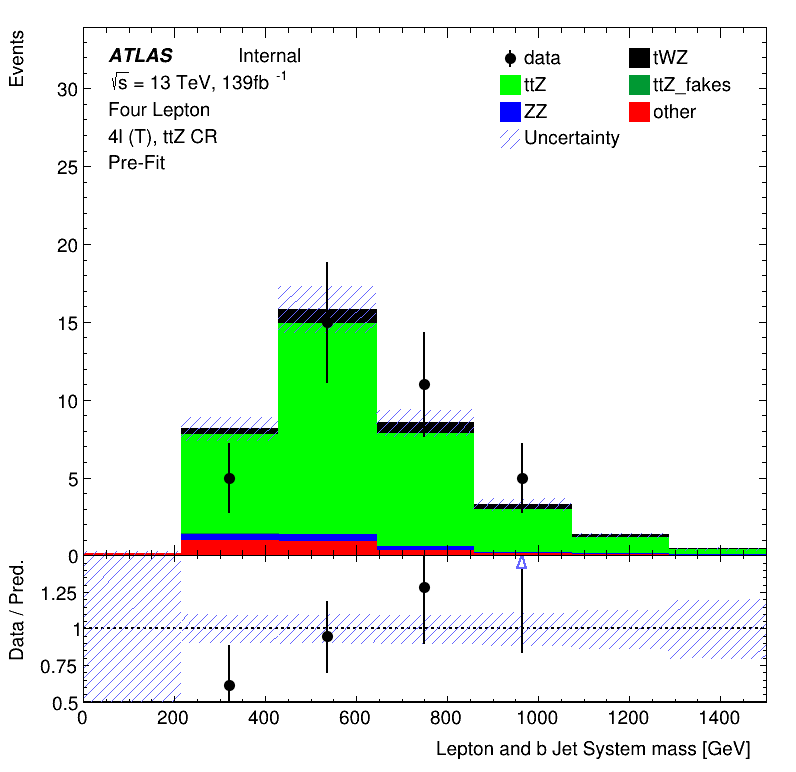 Events
ATLAS Internal
√s = 13 TeV, 139fb -1
Four Lepton
4l (T), ttZ CR
Pre-Fit
data
tWZ
ttZ
ttZ_fakes
ZZ
other
Uncertainty
30
25
20
15
10
5
0
Data / Pred.
1.25
1
0.75
0.5
0 200 400 600 800 1000 1200 1400
Lepton and b Jet System mass [GeV]